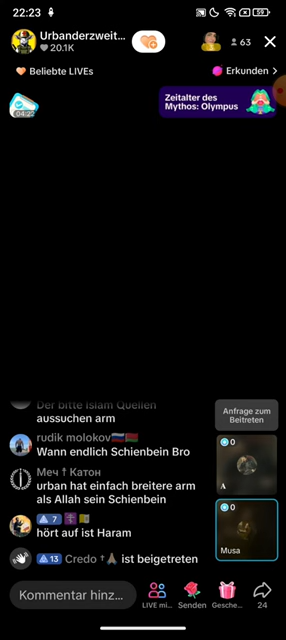 22:23
59
Urbanderzweit...
20.1K
63
Beliebte LIVEs
Erkunden
04:22
Zeitalter des
Mythos: Olympus
Der bitte Islam Quellen
aussuchen arm
rudik molokov🇷🇺🇧🇾
Wann endlich Schienbein Bro
Меч † Катон
urban hat einfach breitere arm
als Allah sein Schienbein
7
hört auf ist Haram
13 Credo †🙏🏿 ist beigetreten
Anfrage zum
Beitreten
0
A
0
Musa
Kommentar hinz...
LIVE mi...
Senden
Gesche...
24